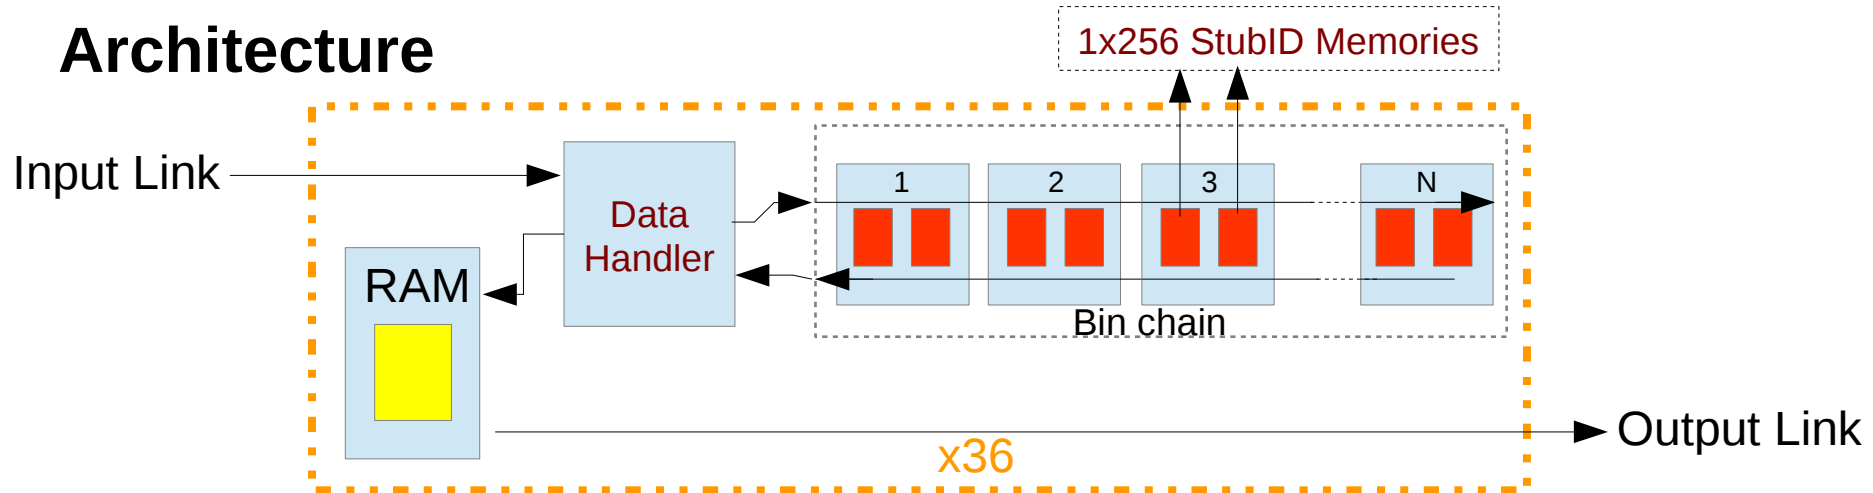 Architecture
1x256 StubID Memories
Input Link
Data
Handler
1
2
3
N
RAM
Bin chain
Output Link
x36